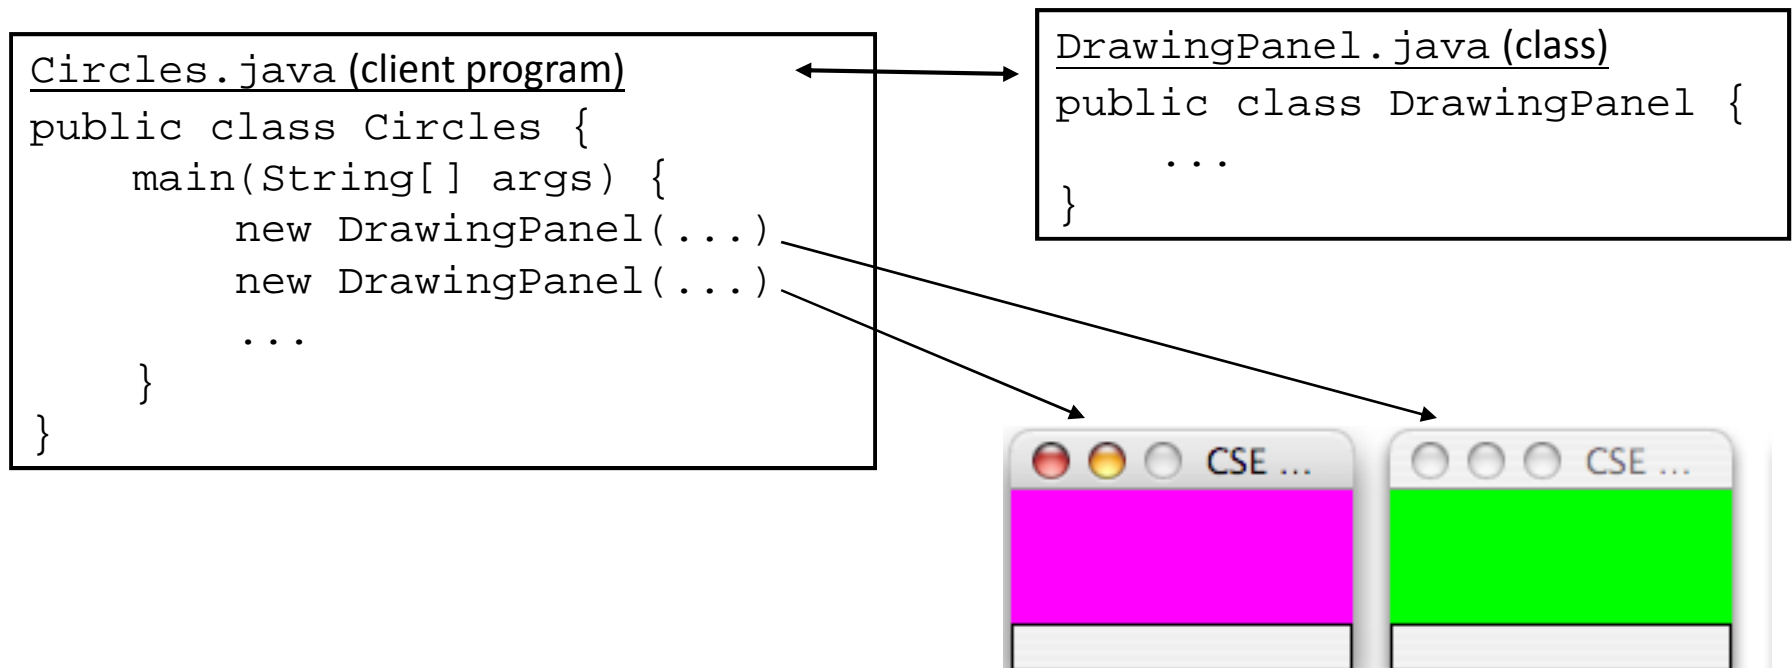 Circles.java (client program)
public class Circles {
main(String[] args) {
new DrawingPanel(...)
new DrawingPanel(...)
...
}
}
DrawingPanel.java (class)
public class DrawingPanel {
...
}
CSE ...
CSE ...